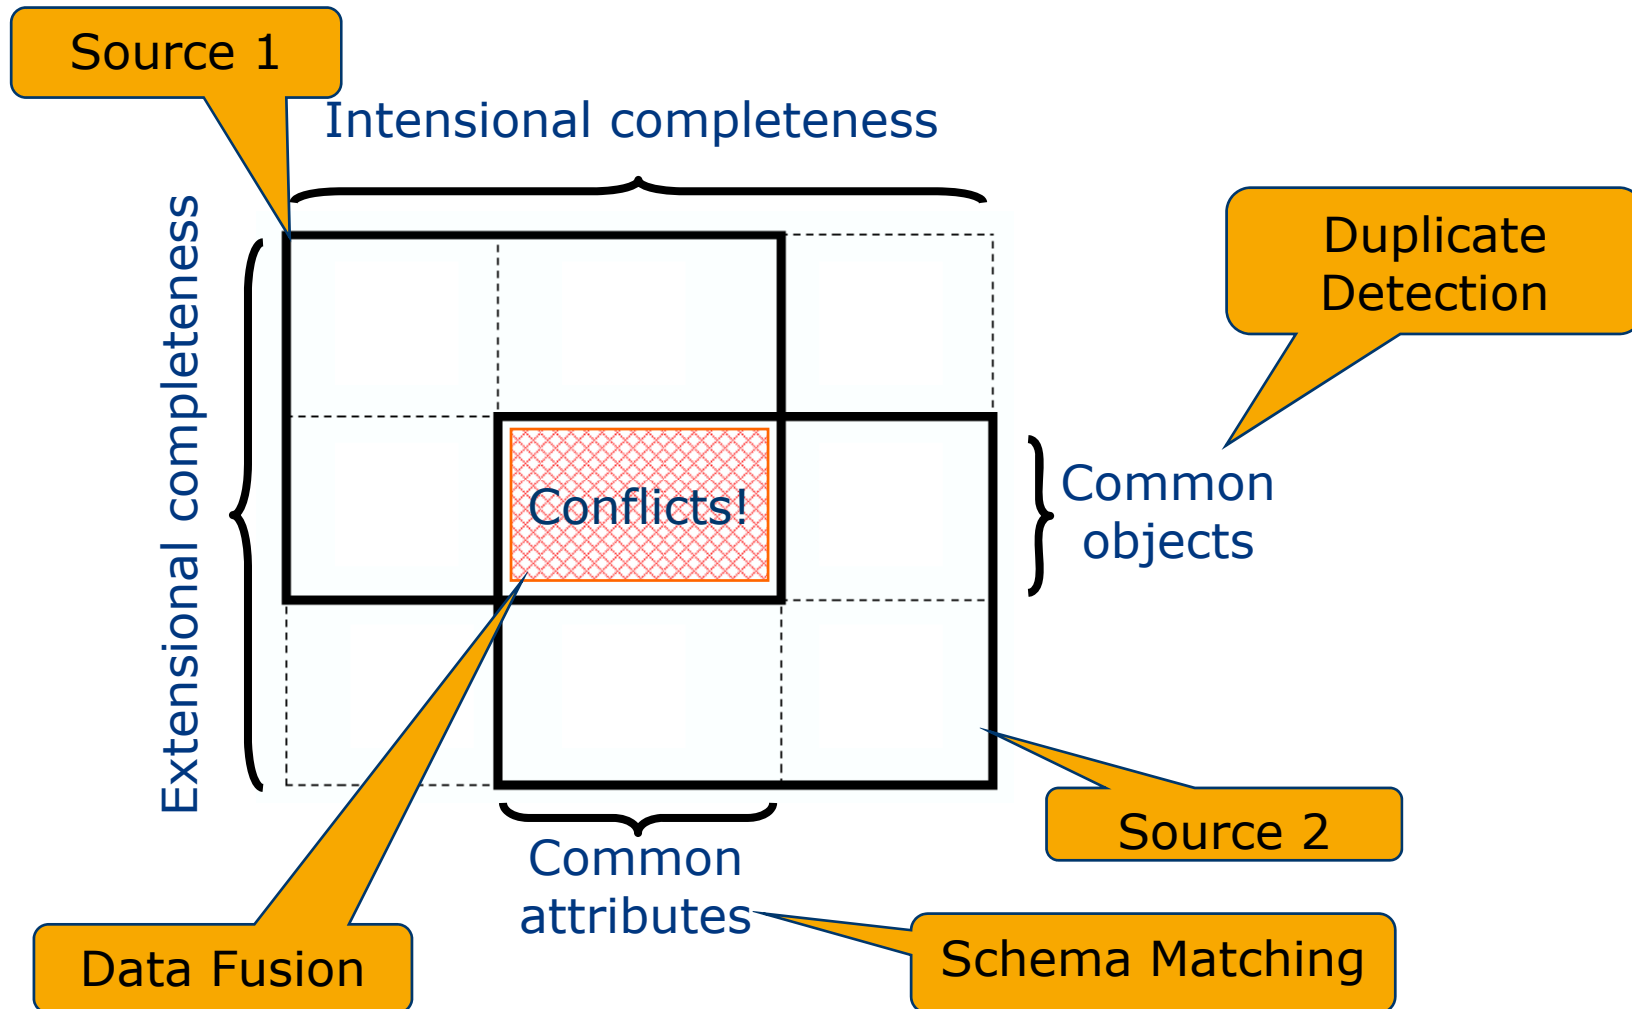 Source 1
Intensional completeness
Extensional completeness
Duplicate
Detection
Conflicts!
Common
objects
Source 2
Common
attributes
Data Fusion
Schema Matching